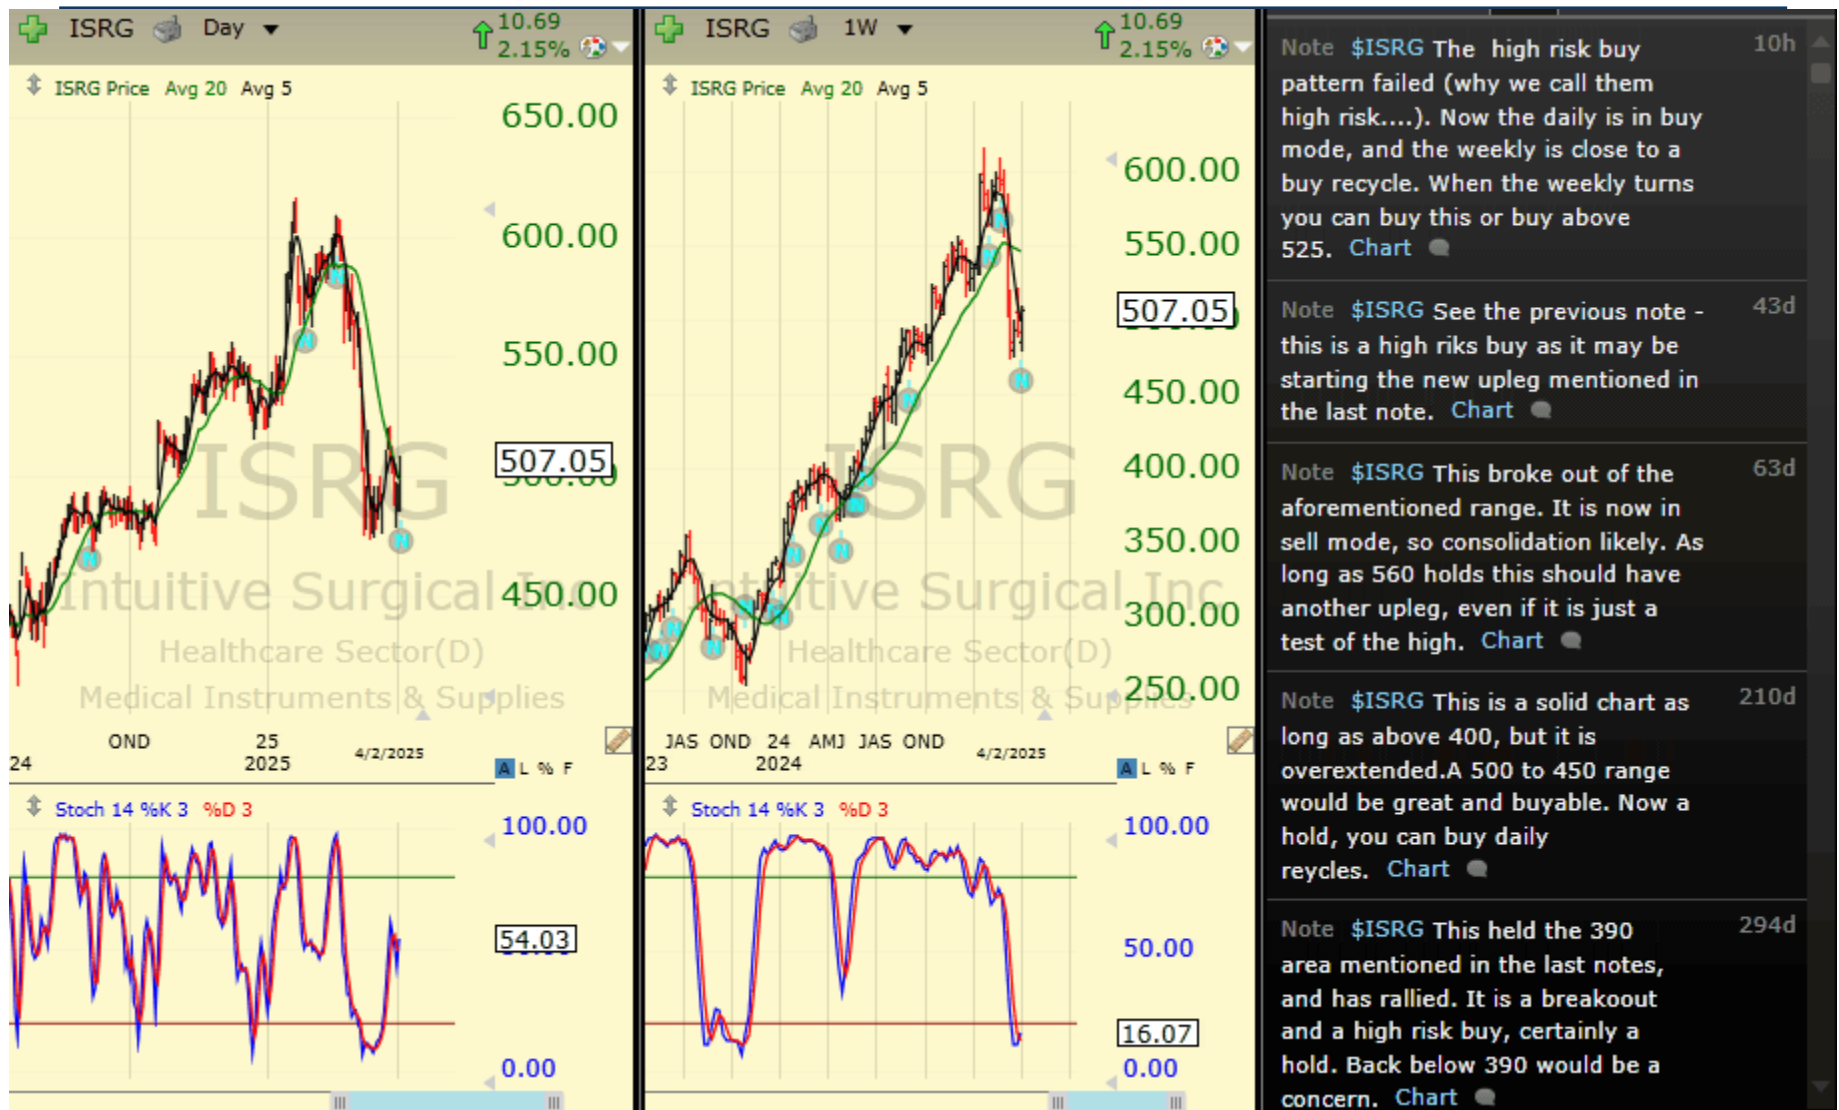 ISRG Day 10.69
2.15%
ISRG Price Avg 20 Avg 5
650.00
600.00
550.00
507.05
500.00
450.00
ISRG
Intuitive Surgical Inc
Healthcare Sector(D)
Medical Instruments & Supplies
OND 25
24 2025 4/2/2025
A L % F
Stoch 14 %K 3 %D 3
100.00
54.03
0.00
ISRG 1W 10.69
2.15%
ISRG Price Avg 20 Avg 5
600.00
550.00
507.05
450.00
400.00
350.00
300.00
250.00
ISRG
Intuitive Surgical Inc
Healthcare Sector(D)
Medical Instruments & Supplies
JAS OND 24 AMJ JAS OND
23 2024 4/2/2025
A L % F
Stoch 14 %K 3 %D 3
100.00
50.00
16.07
0.00
Note $ISRG The high risk buy 10h
pattern failed (why we call them
high risk....). Now the daily is in buy
mode, and the weekly is close to a
buy recycle. When the weekly turns
you can buy this or buy above
525. Chart
Note $ISRG See the previous note - 43d
this is a high riks buy as it may be
starting the new upleg mentioned in
the last note. Chart
Note $ISRG This broke out of the 63d
aforementioned range. It is now in
sell mode, so consolidation likely. As
long as 560 holds this should have
another upleg, even if it is just a
test of the high. Chart
Note $ISRG This is a solid chart as 210d
long as above 400, but it is
overextended.A 500 to 450 range
would be great and buyable. Now a
hold, you can buy daily
reycles. Chart
Note $ISRG This held the 390 294d
area mentioned in the last notes,
and has rallied. It is a breakoout
and a high risk buy, certainly a
hold. Back below 390 would be a
concern. Chart